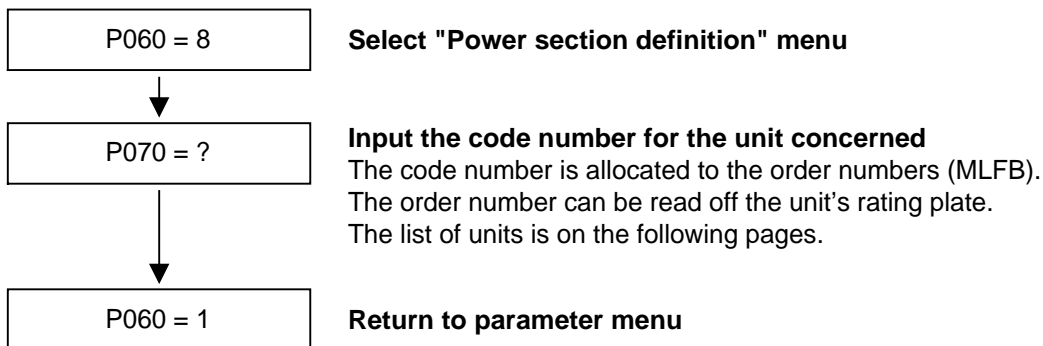 P060 = 8
Select "Power section definition" menu
P070 = ?
Input the code number for the unit concerned
The code number is allocated to the order numbers (MLFB).
The order number can be read off the unit's rating plate.
The list of units is on the following pages.
P060 = 1
Return to parameter menu